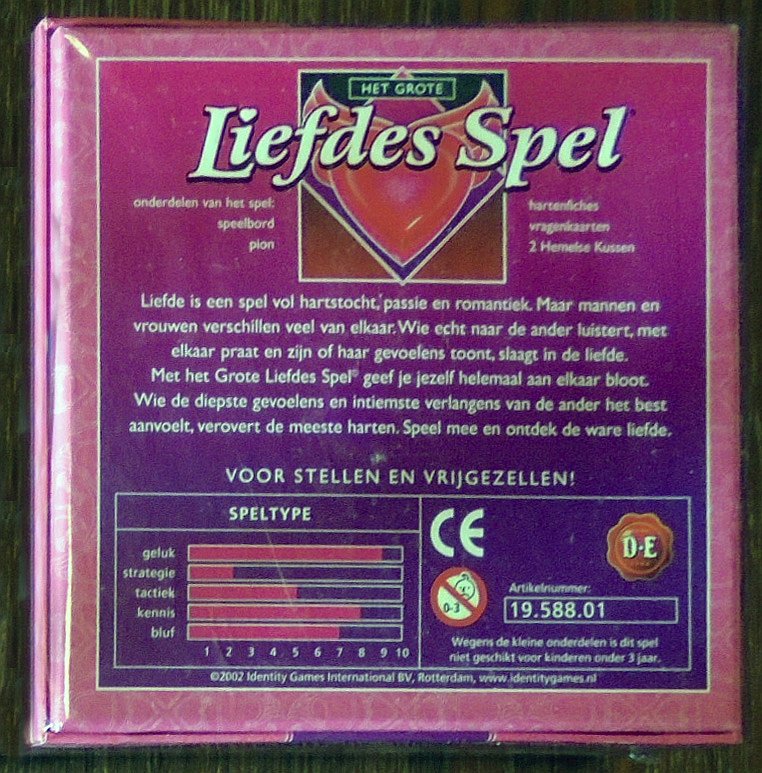 HET GROTE
Liefdes Spel
onderdelen van het spel:
speelbord
pion
hartenfiches
vragenkaarten
2 Hemelse Kussen
Liefde is een spel vol hartstocht, passie en romantiek. Maar mannen en
vrouwen verschillen veel van elkaar. Wie echt naar de ander luistert, met
elkaar praat en zijn of haar gevoelens toont, slaagt in de liefde.
Met het Grote Liefdes Spel® geef je jezelf helemaal aan elkaar bloot.
Wie de diepste gevoelens en intiemste verlangens van de ander het best
aanvoelt, verovert de meeste harten. Speel mee en ontdek de ware liefde.
VOOR STELLEN EN VRIJGEZELLEN!
SPELTYPE
geluk
strategie
tactiek
kennis
bluf
1 2 3 4 5 6 7 8 9 10
CE
0-3
D·E
Artikelnummer:
19.588.01
Wegens de kleine onderdelen is dit spel
niet geschikt voor kinderen onder 3 jaar.
©2002 Identity Games International BV, Rotterdam, www.identitygames.nl